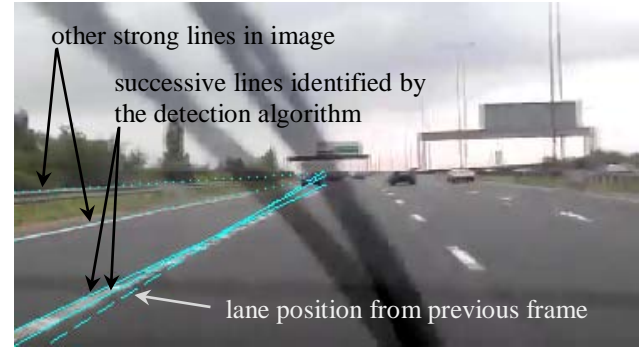 other strong lines in image
successive lines identified by
the detection algorithm
lane position from previous frame